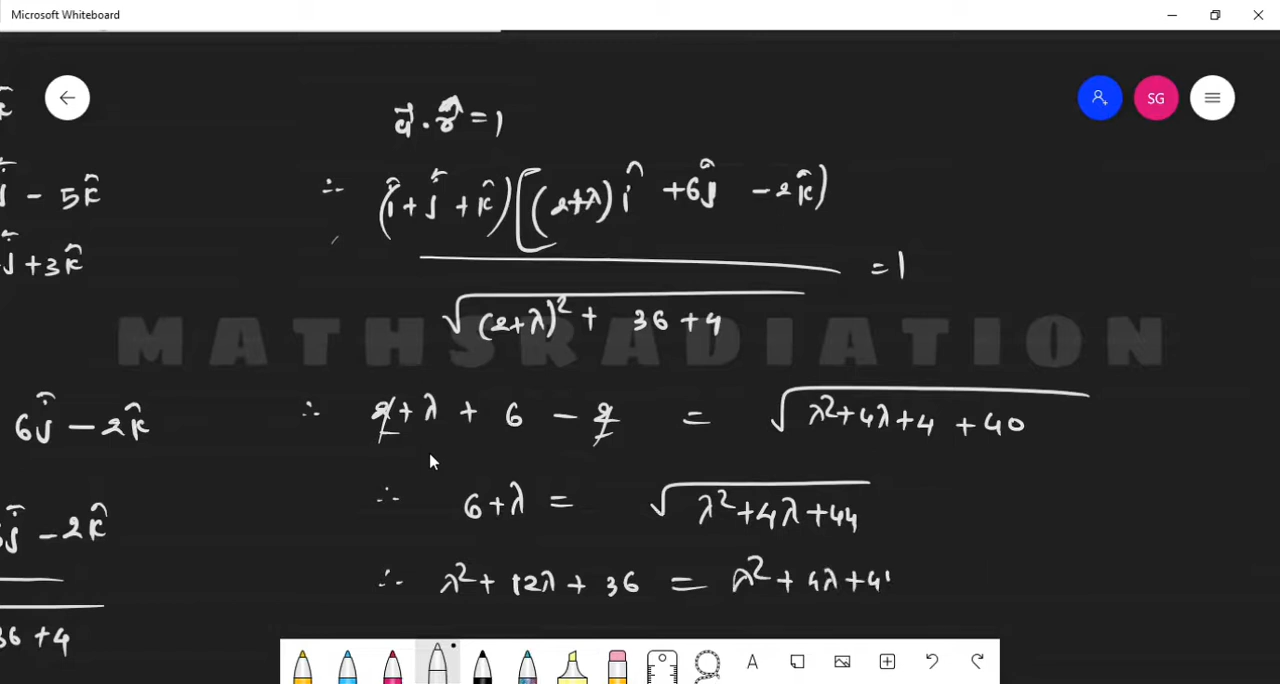 Microsoft Whiteboard
SG
k̂
ĵ - 5k̂
ĵ + 3k̂
6ĵ - 2k̂
ĵ - 2k̂
36 + 4
= 1
∴ (î + ĵ + k̂)[(2+λ)î + 6ĵ - 2k̂)
= 1
√(2+λ)² + 36 + 4
MATHSRADIATION
∴ 2 + λ + 6 - 2 = √λ² + 4λ + 4 + 40
∴ 6 + λ = √λ² + 4λ + 44
∴ λ² + 12λ + 36 = λ² + 4λ + 4
A